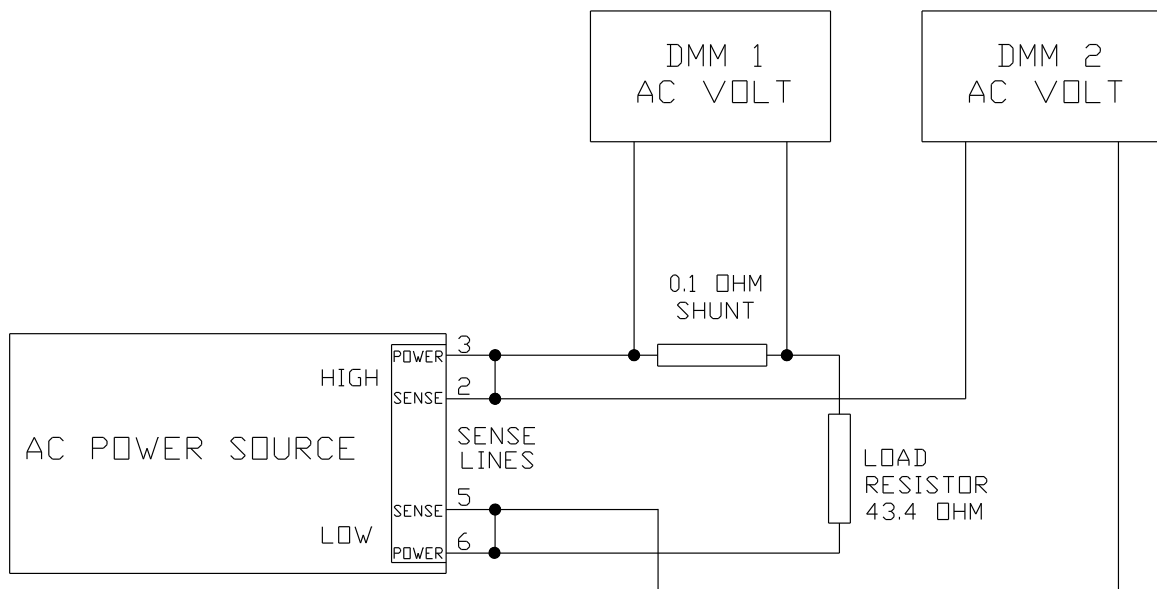 DMM 1
AC VOLT
DMM 2
AC VOLT
0.1 OHM
SHUNT
POWER
3
HIGH
SENSE
2
AC POWER SOURCE
SENSE
LINES
SENSE
5
LOW
POWER
6
LOAD
RESISTOR
43.4 OHM